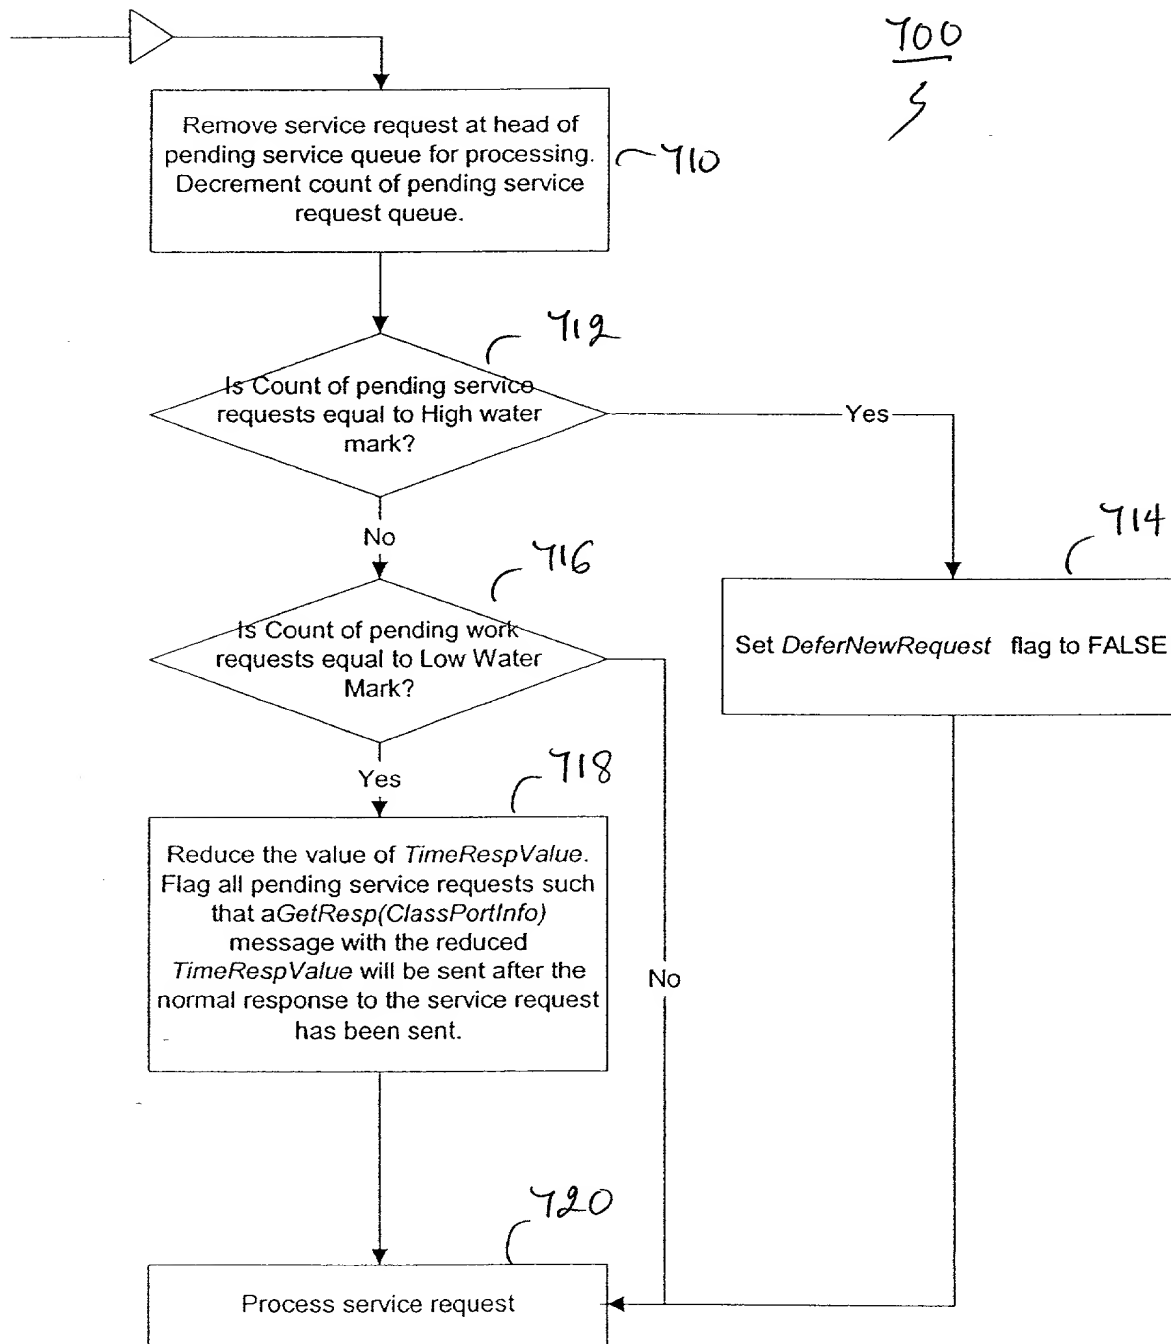 700
Remove service request at head of
pending service queue for processing.
Decrement count of pending service
request queue.
710
712
Is Count of pending service
requests equal to High water
mark?
Yes
No
714
716
Set DeferNewRequest flag to FALSE
Is Count of pending work
requests equal to Low Water
Mark?
Yes
718
Reduce the value of TimeRespValue.
Flag all pending service requests such
that aGetResp(ClassPortInfo)
message with the reduced
TimeRespValue will be sent after the
normal response to the service request
has been sent.
No
720
Process service request